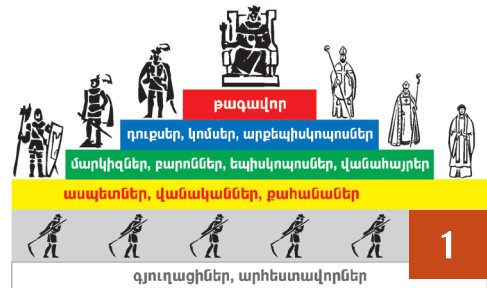 թագավոր
դուքսեր, կոմսեր, արքեպիսկոպոսներ
մարկիզներ, բարոններ, եպիսկոպոսներ, վանահայրեր
ասպետներ, վանականներ, քահանաներ
1
գյուղացիներ, արհեստավորներ